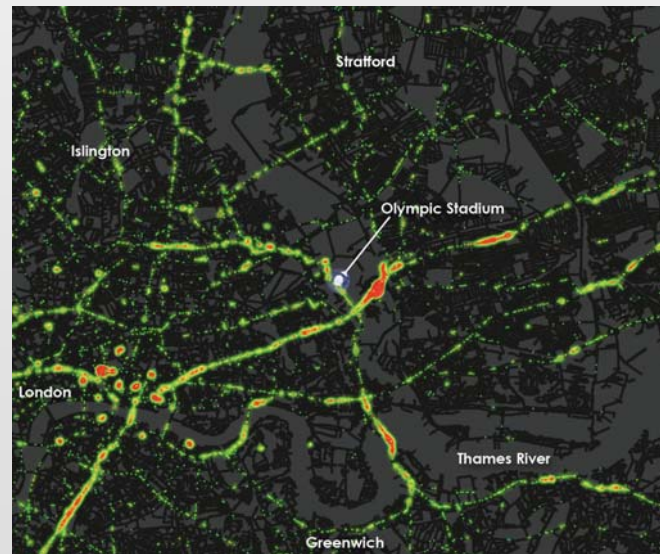 Stratford
Islington
Olympic Stadium
London
Thames River
Greenwich